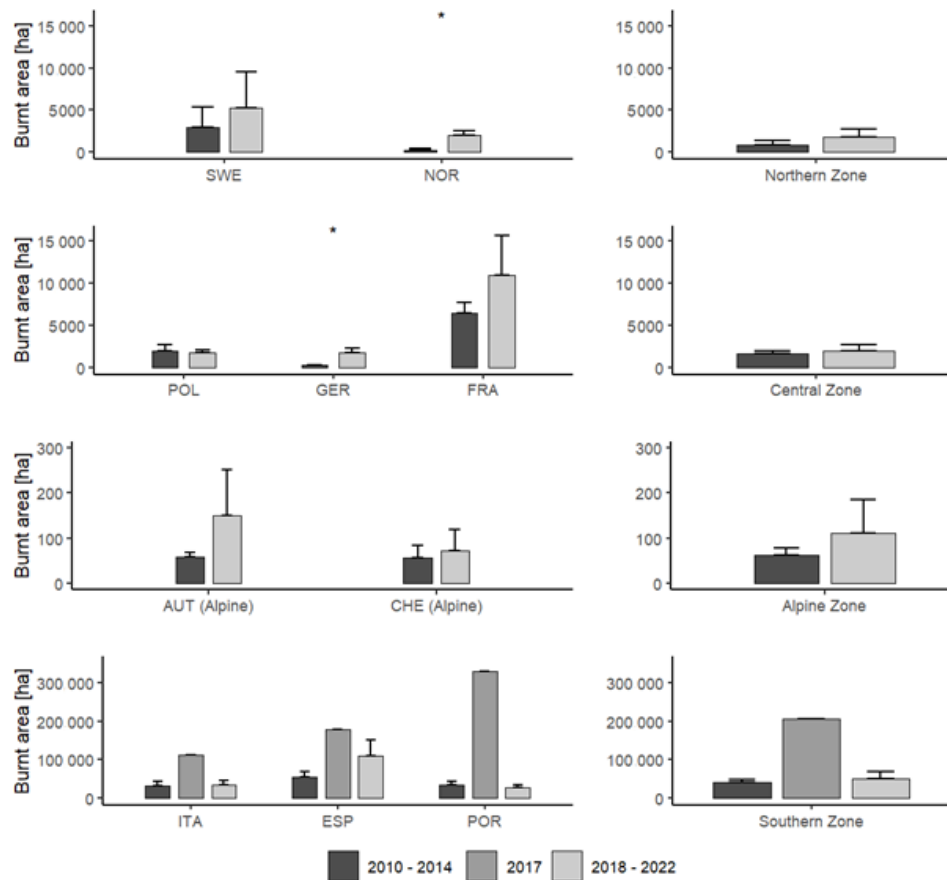 Burnt area [ha]
15 000
10 000
5000
0
*
SWE NOR
15 000
10 000
5000
0
Northern Zone
Burnt area [ha]
15 000
10 000
5000
0
*
POL GER FRA
15 000
10 000
5000
0
Central Zone
Burnt area [ha]
300
200
100
0
AUT (Alpine) CHE (Alpine)
300
200
100
0
Alpine Zone
Burnt area [ha]
300 000
200 000
100 000
0
ITA ESP POR
300 000
200 000
100 000
0
Southern Zone
2010 - 2014 2017 2018 - 2022